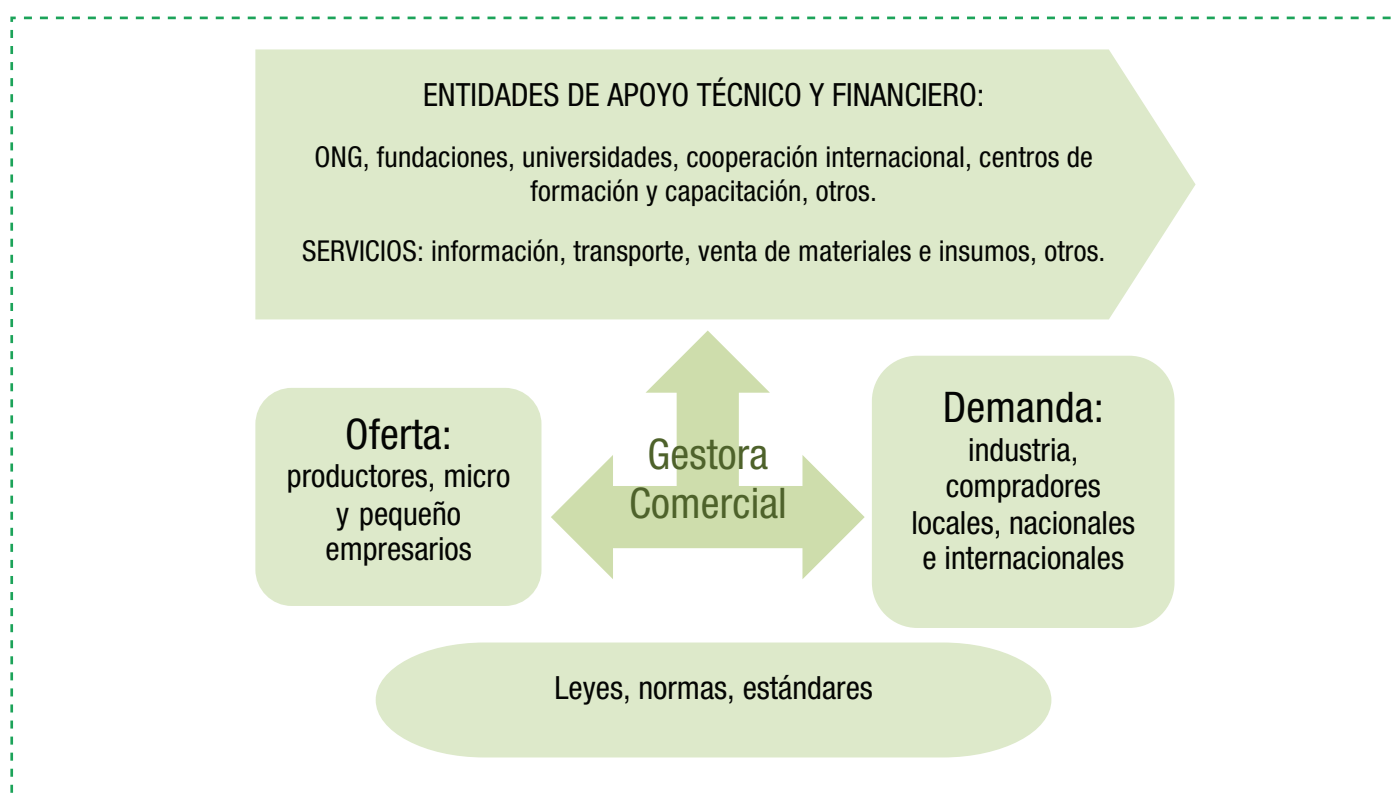 ENTIDADES DE APOYO TÉCNICO Y FINANCIERO:
ONG, fundaciones, universidades, cooperación internacional, centros de
formación y capacitación, otros.
SERVICIOS: información, transporte, venta de materiales e insumos, otros.
Oferta:
productores, micro
y pequeño
empresarios
Gestora
Comercial
Demanda:
industria,
compradores
locales, nacionales
e internacionales
Leyes, normas, estándares